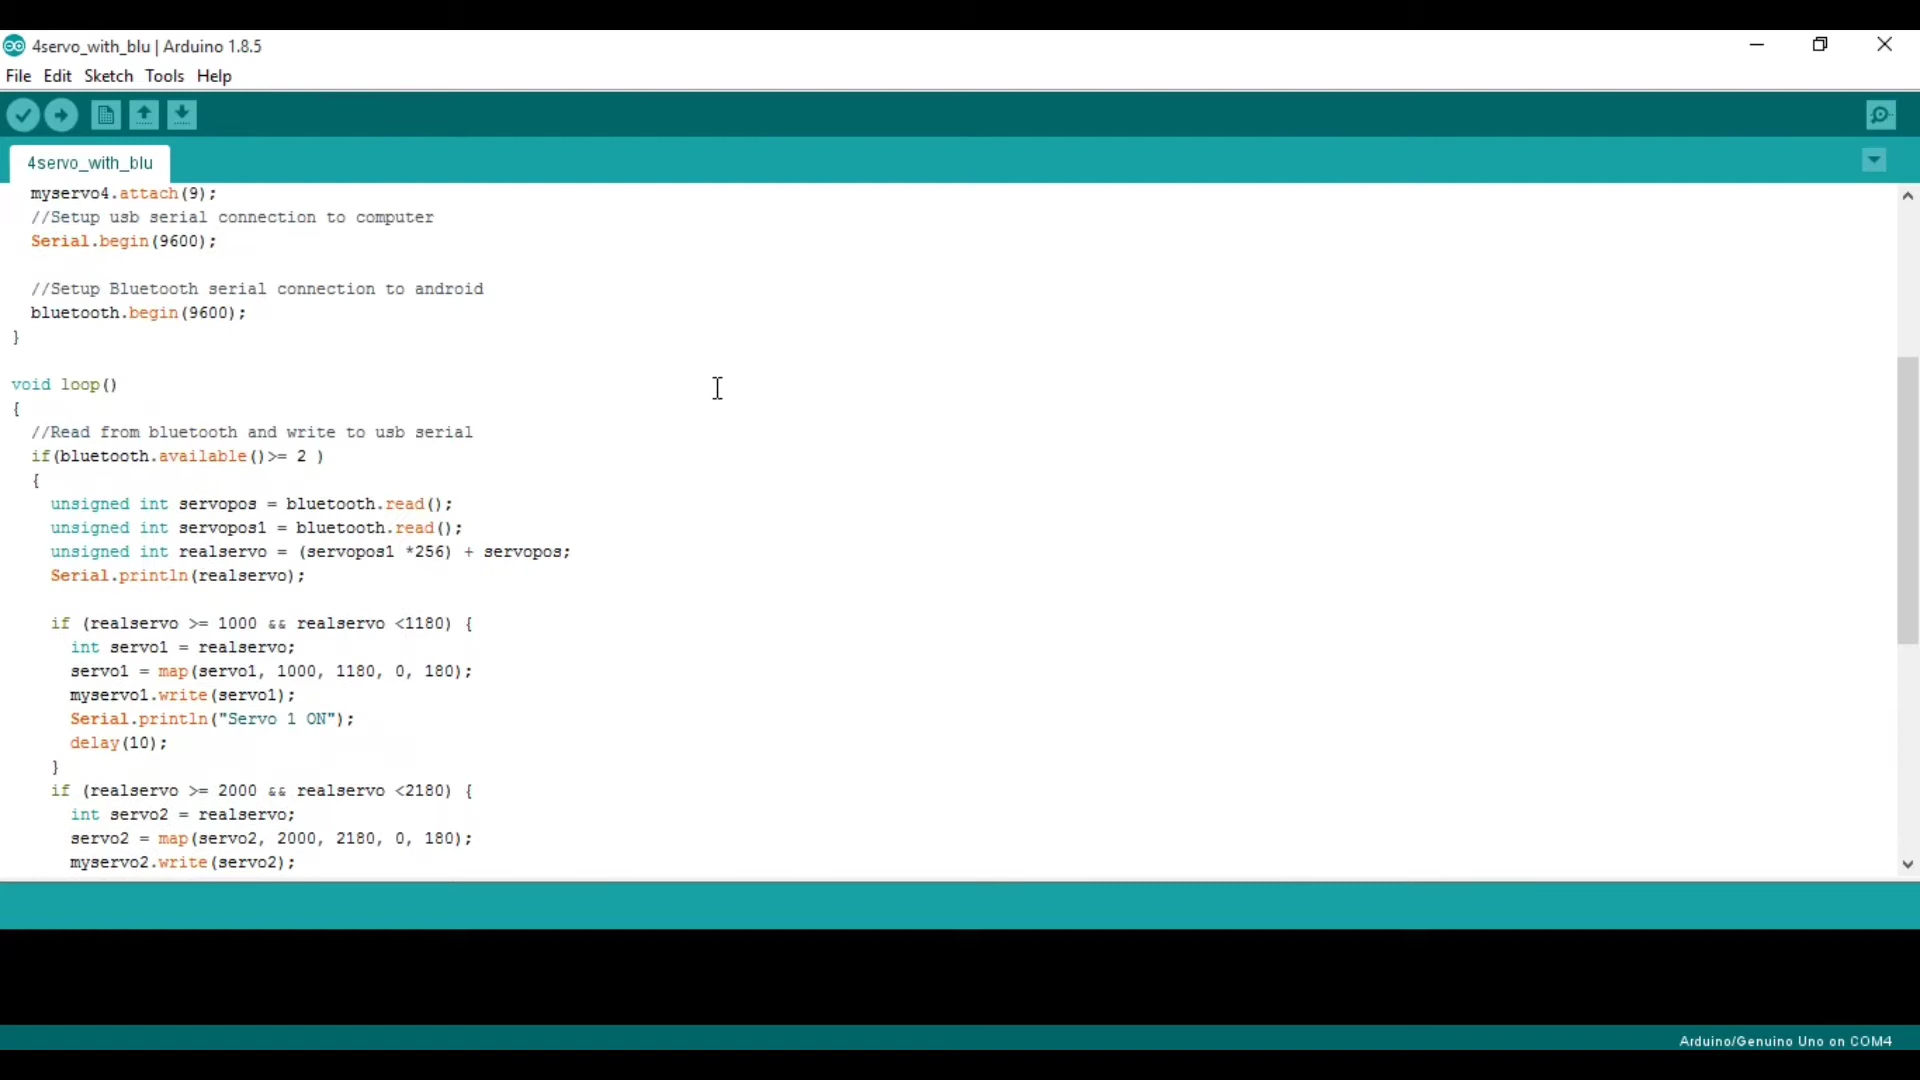 4servo_with_blu | Arduino 1.8.5
File Edit Sketch Tools Help
4servo_with_blu
myservo4.attach(9);
//Setup usb serial connection to computer
Serial.begin(9600);
//Setup Bluetooth serial connection to android
bluetooth.begin(9600);
}
void loop()
{
//Read from bluetooth and write to usb serial
if(bluetooth.available()>= 2 )
{
unsigned int servopos = bluetooth.read();
unsigned int servopos1 = bluetooth.read();
unsigned int realservo = (servopos1 *256) + servopos;
Serial.println(realservo);
if (realservo >= 1000 && realservo <1180) {
int servo1 = realservo;
servo1 = map(servo1, 1000, 1180, 0, 180);
myservo1.write(servo1);
Serial.println("Servo 1 ON");
delay(10);
}
if (realservo >= 2000 && realservo <2180) {
int servo2 = realservo;
servo2 = map(servo2, 2000, 2180, 0, 180);
myservo2.write(servo2);
Arduino/Genuino Uno on COM4